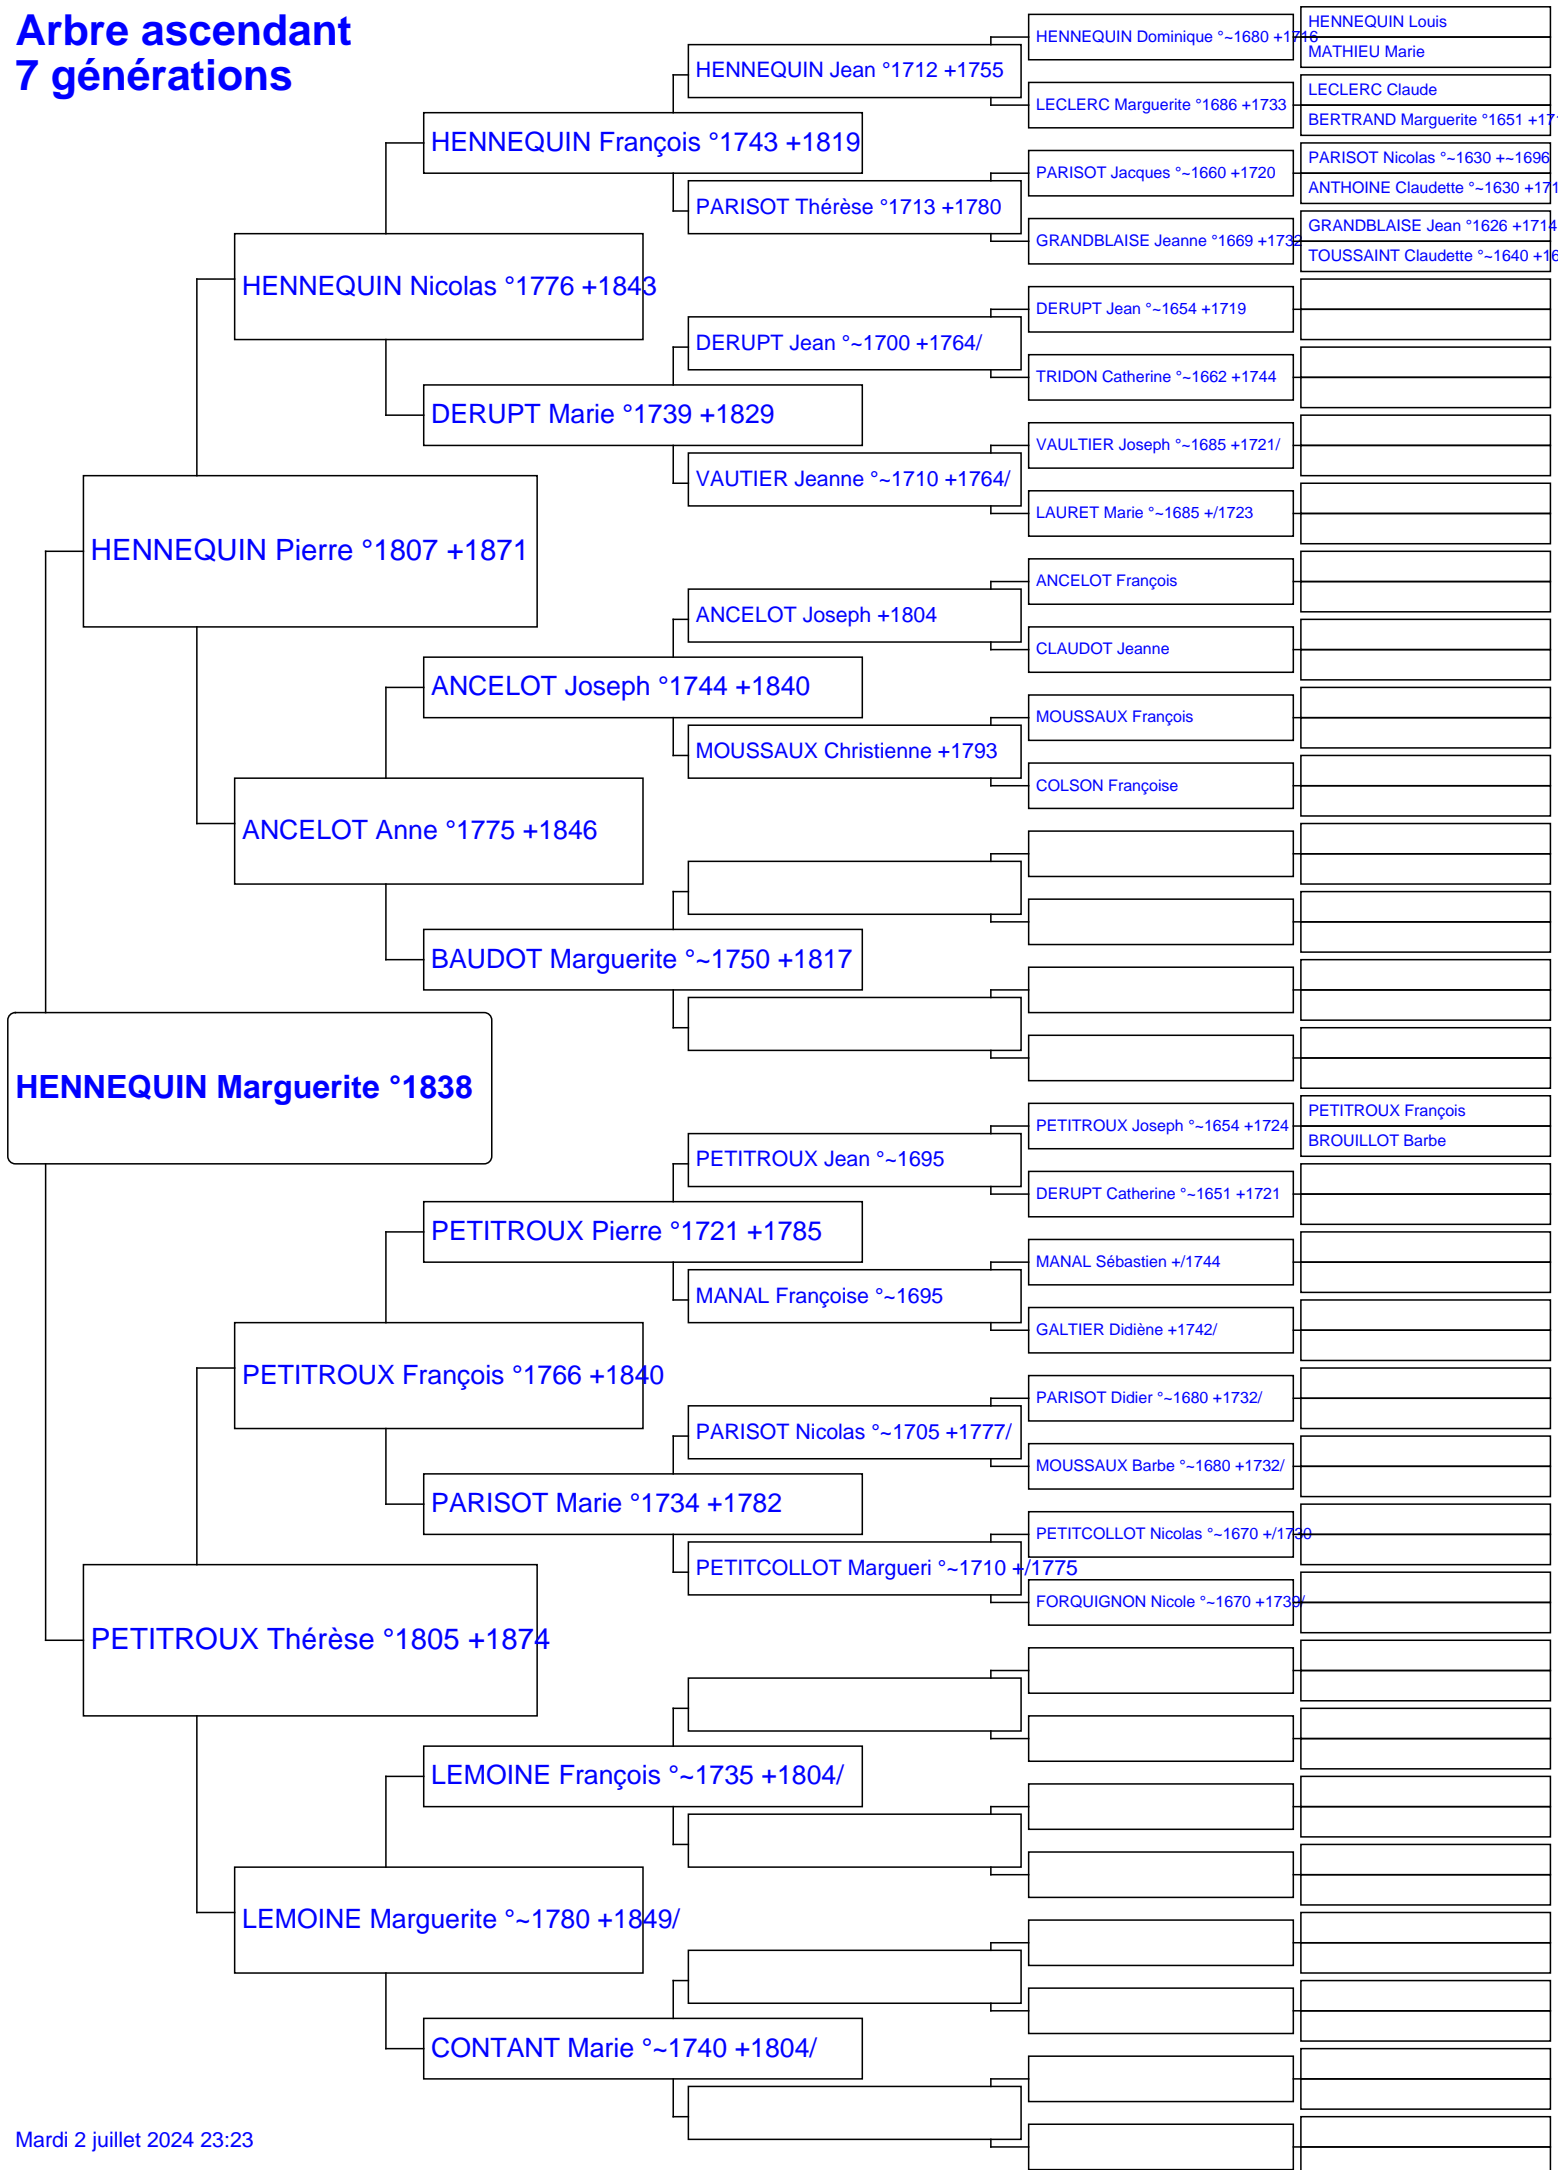 Arbre ascendant
7 générations
HENNEQUIN Marguerite °1838
HENNEQUIN Pierre °1807 +1871
PETITROUX Thérèse °1805 +1874
HENNEQUIN Nicolas °1776 +1843
ANCELOT Anne °1775 +1846
PETITROUX François °1766 +1840
LEMOINE Marguerite °~1780 +1849/
HENNEQUIN François °1743 +1819
DERUPT Marie °1739 +1829
ANCELOT Joseph °1744 +1840
BAUDOT Marguerite °~1750 +1817
PETITROUX Pierre °1721 +1785
PARISOT Marie °1734 +1782
LEMOINE François °~1735 +1804/
CONTANT Marie °~1740 +1804/
HENNEQUIN Jean °1712 +1755
PARISOT Thérèse °1713 +1780
DERUPT Jean °~1700 +1764/
VAUTIER Jeanne °~1710 +1764/
ANCELOT Joseph +1804
MOUSSAUX Christienne +1793
PETITROUX Jean °~1695
MANAL Françoise °~1695
PARISOT Nicolas °~1705 +1777/
PETITCOLLOT Margueri °~1710 +/1775
HENNEQUIN Dominique °~1680 +1716
LECLERC Marguerite °1686 +1733
PARISOT Jacques °~1660 +1720
GRANDBLAISE Jeanne °1669 +1732
DERUPT Jean °~1654 +1719
TRIDON Catherine °~1662 +1744
VAULTIER Joseph °~1685 +1721/
LAURET Marie °~1685 +/1723
ANCELOT François
CLAUDOT Jeanne
MOUSSAUX François
COLSON Françoise
PETITROUX Joseph °~1654 +1724
DERUPT Catherine °~1651 +1721
MANAL Sébastien +/1744
GALTIER Didiène +1742/
PARISOT Didier °~1680 +1732/
MOUSSAUX Barbe °~1680 +1732/
PETITCOLLOT Nicolas °~1670 +/1730
FORQUIGNON Nicole °~1670 +1739/
HENNEQUIN Louis
MATHIEU Marie
LECLERC Claude
BERTRAND Marguerite °1651 +171
PARISOT Nicolas °~1630 +~1696
ANTHOINE Claudette °~1630 +171
GRANDBLAISE Jean °1626 +1714
TOUSSAINT Claudette °~1640 +16
PETITROUX François
BROUILLOT Barbe
Mardi 2 juillet 2024 23:23